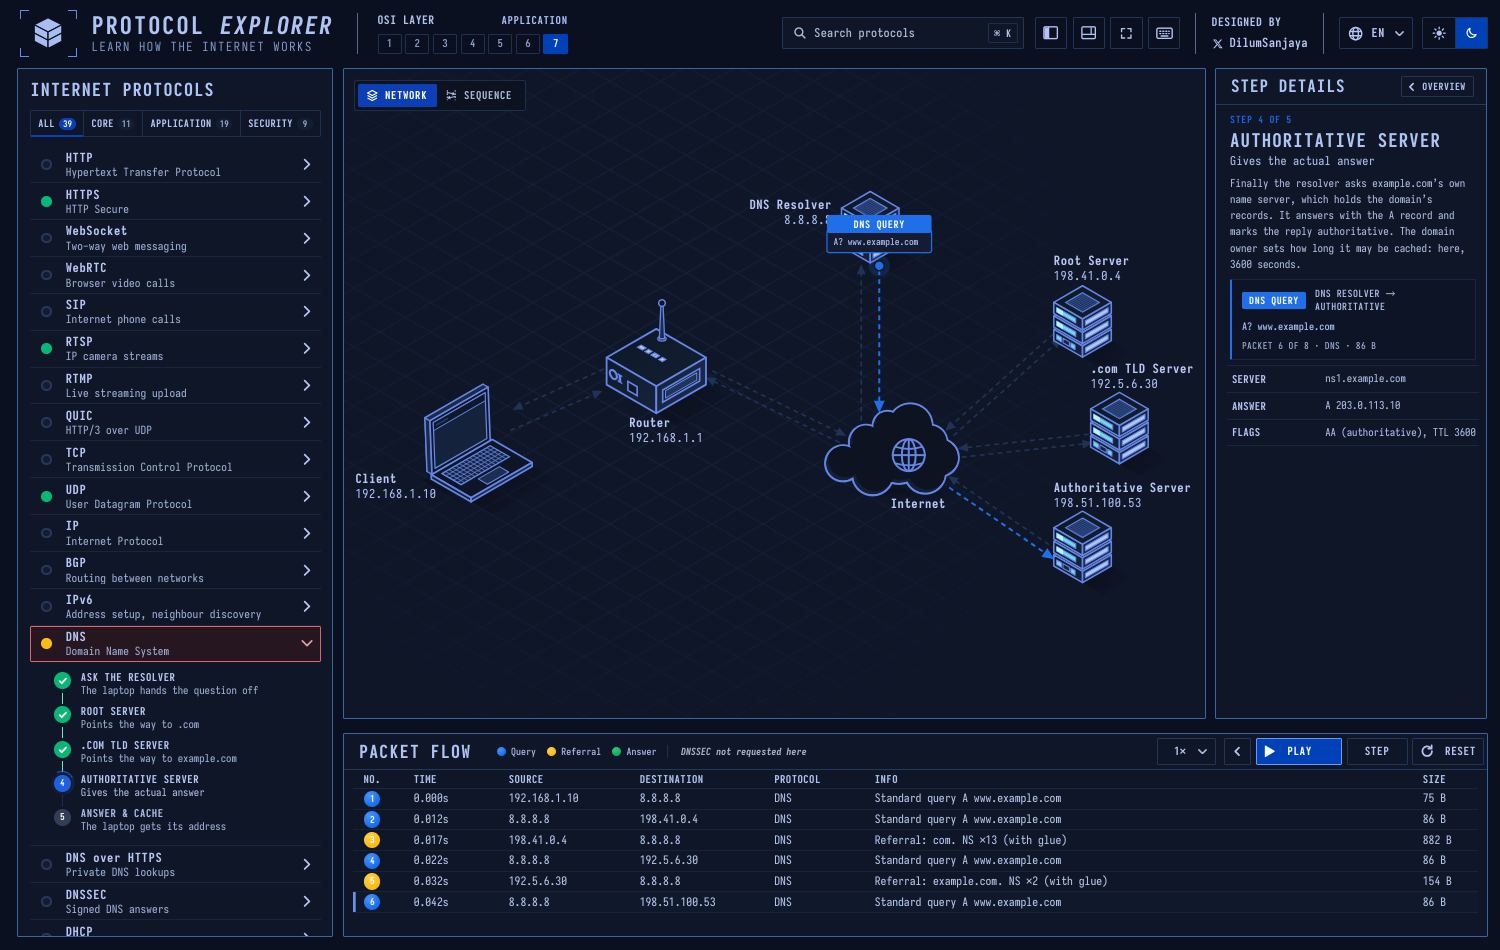 PROTOCOL EXPLORER
LEARN HOW THE INTERNET WORKS
OSI LAYER APPLICATION
1 2 3 4 5 6 7
Search protocols ⌘ K
DESIGNED BY
DilumSanjaya
EN
INTERNET PROTOCOLS
ALL 39 CORE 11 APPLICATION 19 SECURITY 9
HTTP
Hypertext Transfer Protocol
HTTPS
HTTP Secure
WebSocket
Two-way web messaging
WebRTC
Browser video calls
SIP
Internet phone calls
RTSP
IP camera streams
RTMP
Live streaming upload
QUIC
HTTP/3 over UDP
TCP
Transmission Control Protocol
UDP
User Datagram Protocol
IP
Internet Protocol
BGP
Routing between networks
IPv6
Address setup, neighbour discovery
DNS
Domain Name System
ASK THE RESOLVER
The laptop hands the question off
ROOT SERVER
Points the way to .com
.COM TLD SERVER
Points the way to example.com
4 AUTHORITATIVE SERVER
Gives the actual answer
5 ANSWER & CACHE
The laptop gets its address
DNS over HTTPS
Private DNS lookups
DNSSEC
Signed DNS answers
DHCP
NETWORK SEQUENCE
DNS Resolver
8.8.8.8
DNS QUERY
A? www.example.com
Root Server
198.41.0.4
.com TLD Server
192.5.6.30
Router
192.168.1.1
Client
192.168.1.10
Internet
Authoritative Server
198.51.100.53
STEP DETAILS OVERVIEW
STEP 4 OF 5
AUTHORITATIVE SERVER
Gives the actual answer
Finally the resolver asks example.com’s own
name server, which holds the domain’s
records. It answers with the A record and
marks the reply authoritative. The domain
owner sets how long it may be cached: here,
3600 seconds.
DNS QUERY DNS RESOLVER →
AUTHORITATIVE
A? www.example.com
PACKET 6 OF 8 · DNS · 86 B
SERVER ns1.example.com
ANSWER A 203.0.113.10
FLAGS AA (authoritative), TTL 3600
PACKET FLOW Query Referral Answer DNSSEC not requested here
1× PLAY STEP RESET
NO. TIME SOURCE DESTINATION PROTOCOL INFO SIZE
1 0.000s 192.168.1.10 8.8.8.8 DNS Standard query A www.example.com 75 B
2 0.012s 8.8.8.8 198.41.0.4 DNS Standard query A www.example.com 86 B
3 0.017s 198.41.0.4 8.8.8.8 DNS Referral: com. NS ×13 (with glue) 882 B
4 0.022s 8.8.8.8 192.5.6.30 DNS Standard query A www.example.com 86 B
5 0.032s 192.5.6.30 8.8.8.8 DNS Referral: example.com. NS ×2 (with glue) 154 B
6 0.042s 8.8.8.8 198.51.100.53 DNS Standard query A www.example.com 86 B